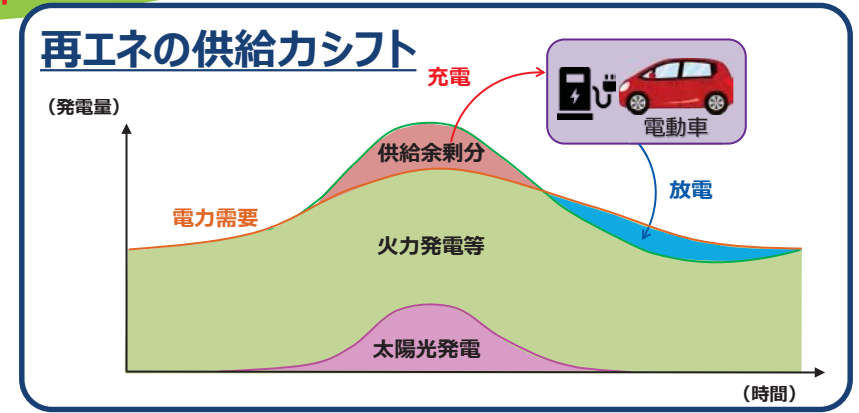 再エネの供給力シフト
充電
（発電量）
電動車
供給余剰分
放電
電力需要
火力発電等
太陽光発電
（時間）